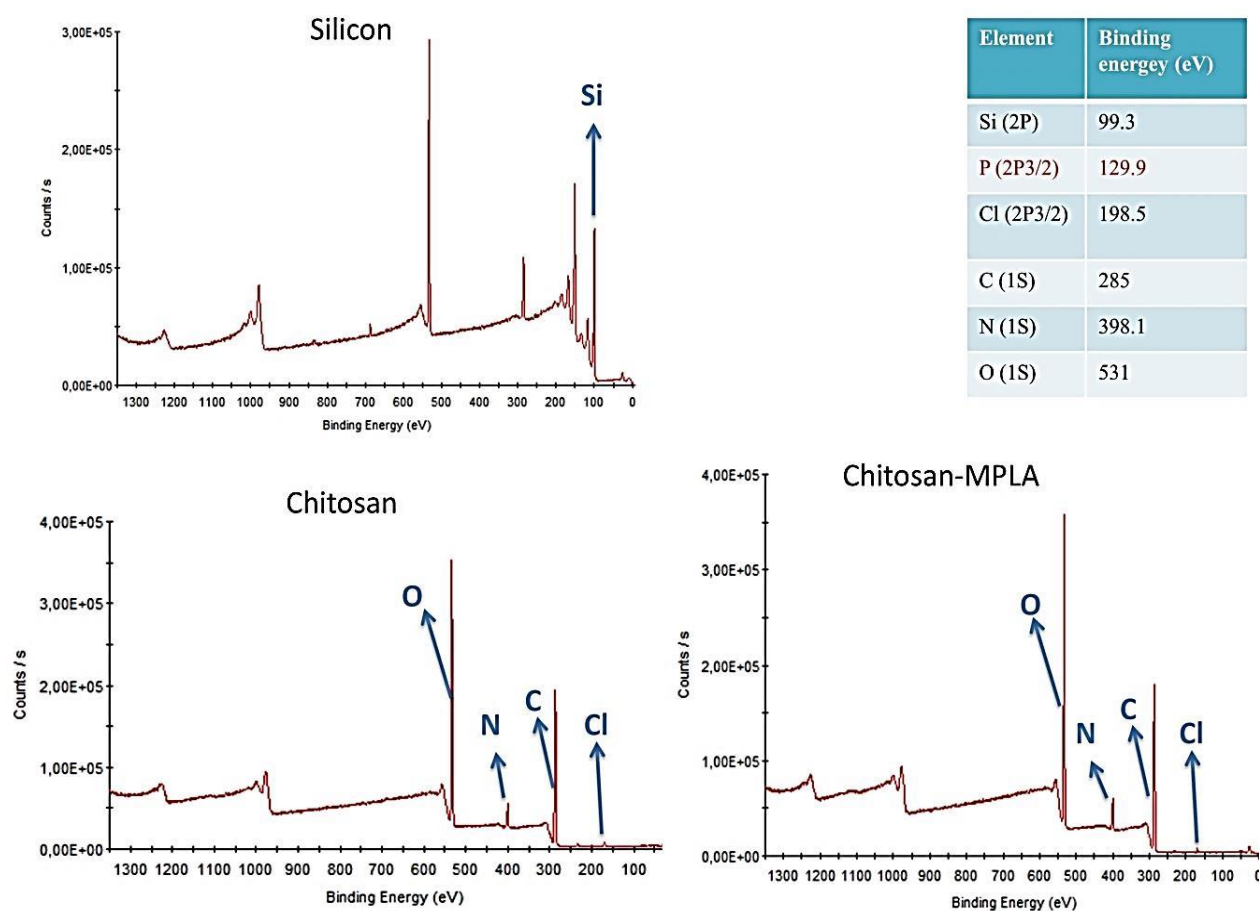 Silicon
3,00E+05
2,00E+05
1,00E+05
0,00E+00
Counts / s
Si
1300 1200 1100 1000 900 800 700 600 500 400 300 200 100 0
Binding Energy (eV)
Element Binding energey (eV)
Si (2P) 99.3
P (2P3/2) 129.9
Cl (2P3/2) 198.5
C (1S) 285
N (1S) 398.1
O (1S) 531
Chitosan
4,00E+05
3,00E+05
2,00E+05
1,00E+05
0,00E+00
Counts / s
O
N
C
Cl
1300 1200 1100 1000 900 800 700 600 500 400 300 200 100
Binding Energy (eV)
Chitosan-MPLA
4,00E+05
3,00E+05
2,00E+05
1,00E+05
0,00E+00
Counts / s
O
N
C
Cl
1300 1200 1100 1000 900 800 700 600 500 400 300 200 100 0
Binding Energy (eV)